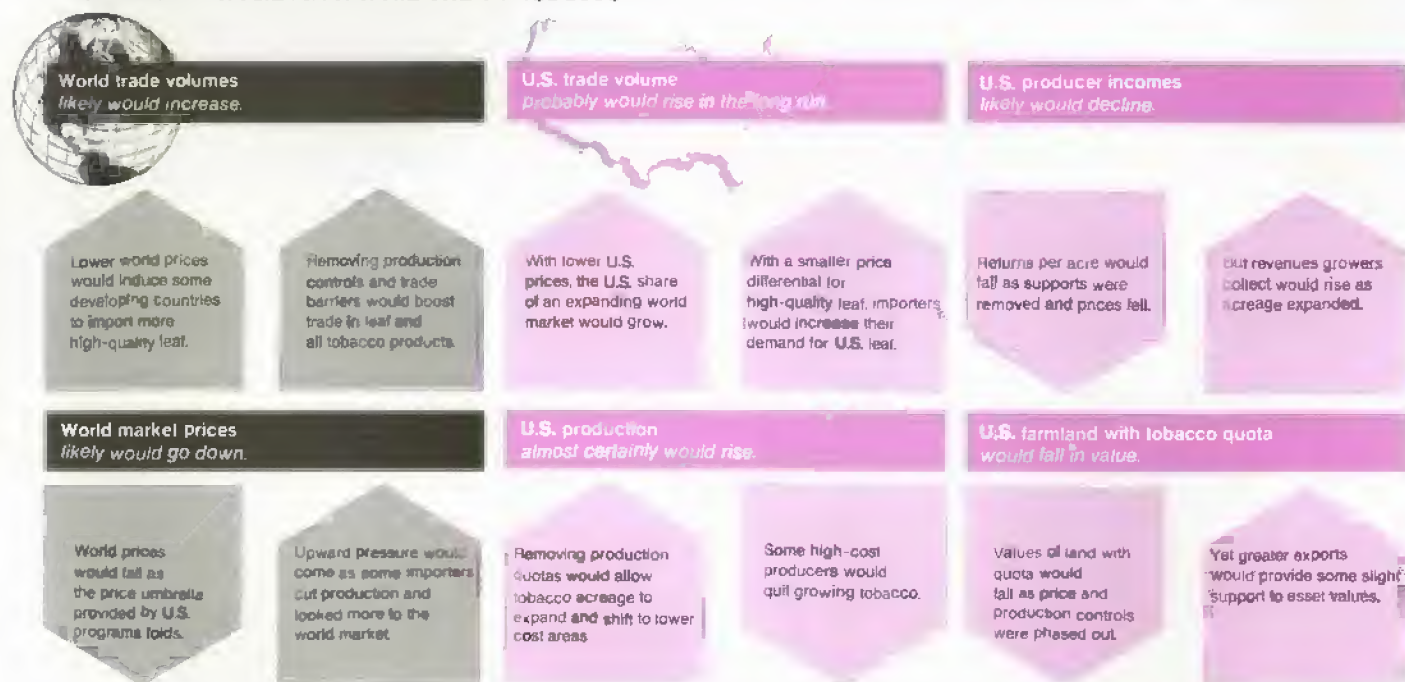 World trade volumes
likely would increase.
U.S. trade volume
probably would rise in the long run.
U.S. producer incomes
likely would decline.
Lower world prices
would induce some
developing countries
to import more
high-quality leaf.
Removing production
controls and trade
barriers would boost
trade in leaf and
all tobacco products
With lower U.S.
prices, the U.S. share
of an expanding world
market would grow.
With a smaller price
differential for
high-quality leaf, importers
would increase their
demand for U.S. leaf.
Returns per acre would
fall as supports were
removed and prices fell.
But revenues growers
collect would rise as
acreage expanded.
World market prices
likely would go down.
U.S. production
almost certainly would rise.
U.S. farmland with tobacco quota
would fall in value.
World prices
would fall as
the price umbrella
provided by U.S.
programs folds.
Upward pressure would
come as some importers
cut production and
looked more to the
world market
Removing production
quotas would allow
tobacco acreage to
expand and shift to lower
cost areas
Some high-cost
producers would
quit growing tobacco.
Values of land with
quota would
fall as price and
production controls
were phased out
Yet greater exports
would provide some slight
support to asset values.